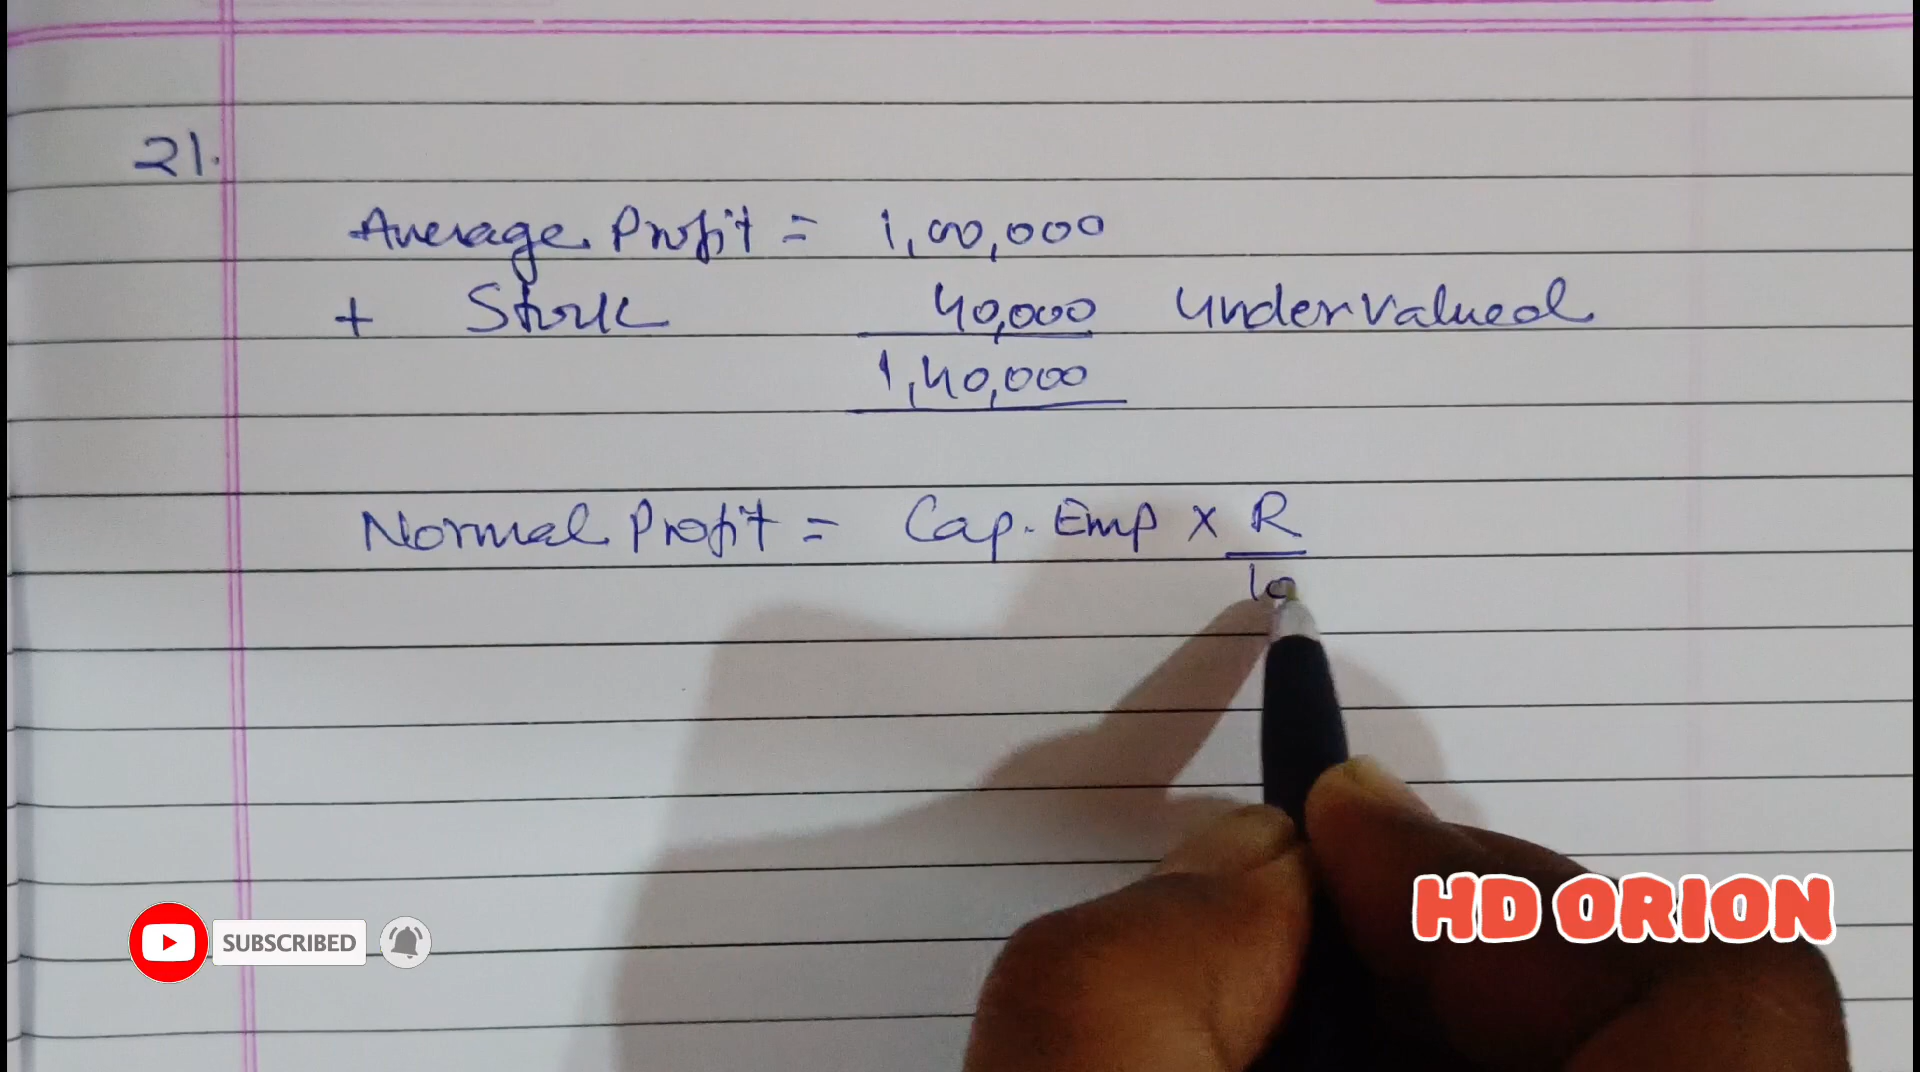 21.
Average Profit = 1,00,000
+ Stock 40,000 undervalued
1,40,000
Normal Profit = Cap. Emp × R
10
SUBSCRIBED
HD ORION